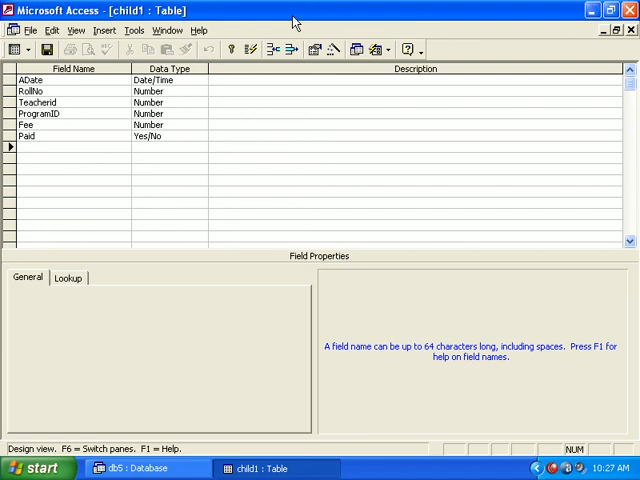 Microsoft Access - [child1 : Table]
File Edit View Insert Tools Window Help
Field Name Data Type Description
ADate Date/Time
RollNo Number
Teacherid Number
ProgramID Number
Fee Number
Paid Yes/No
Field Properties
General Lookup
A field name can be up to 64 characters long, including spaces. Press F1 for
help on field names.
Design view. F6 = Switch panes. F1 = Help. NUM
start db5 : Database child1 : Table 10:27 AM